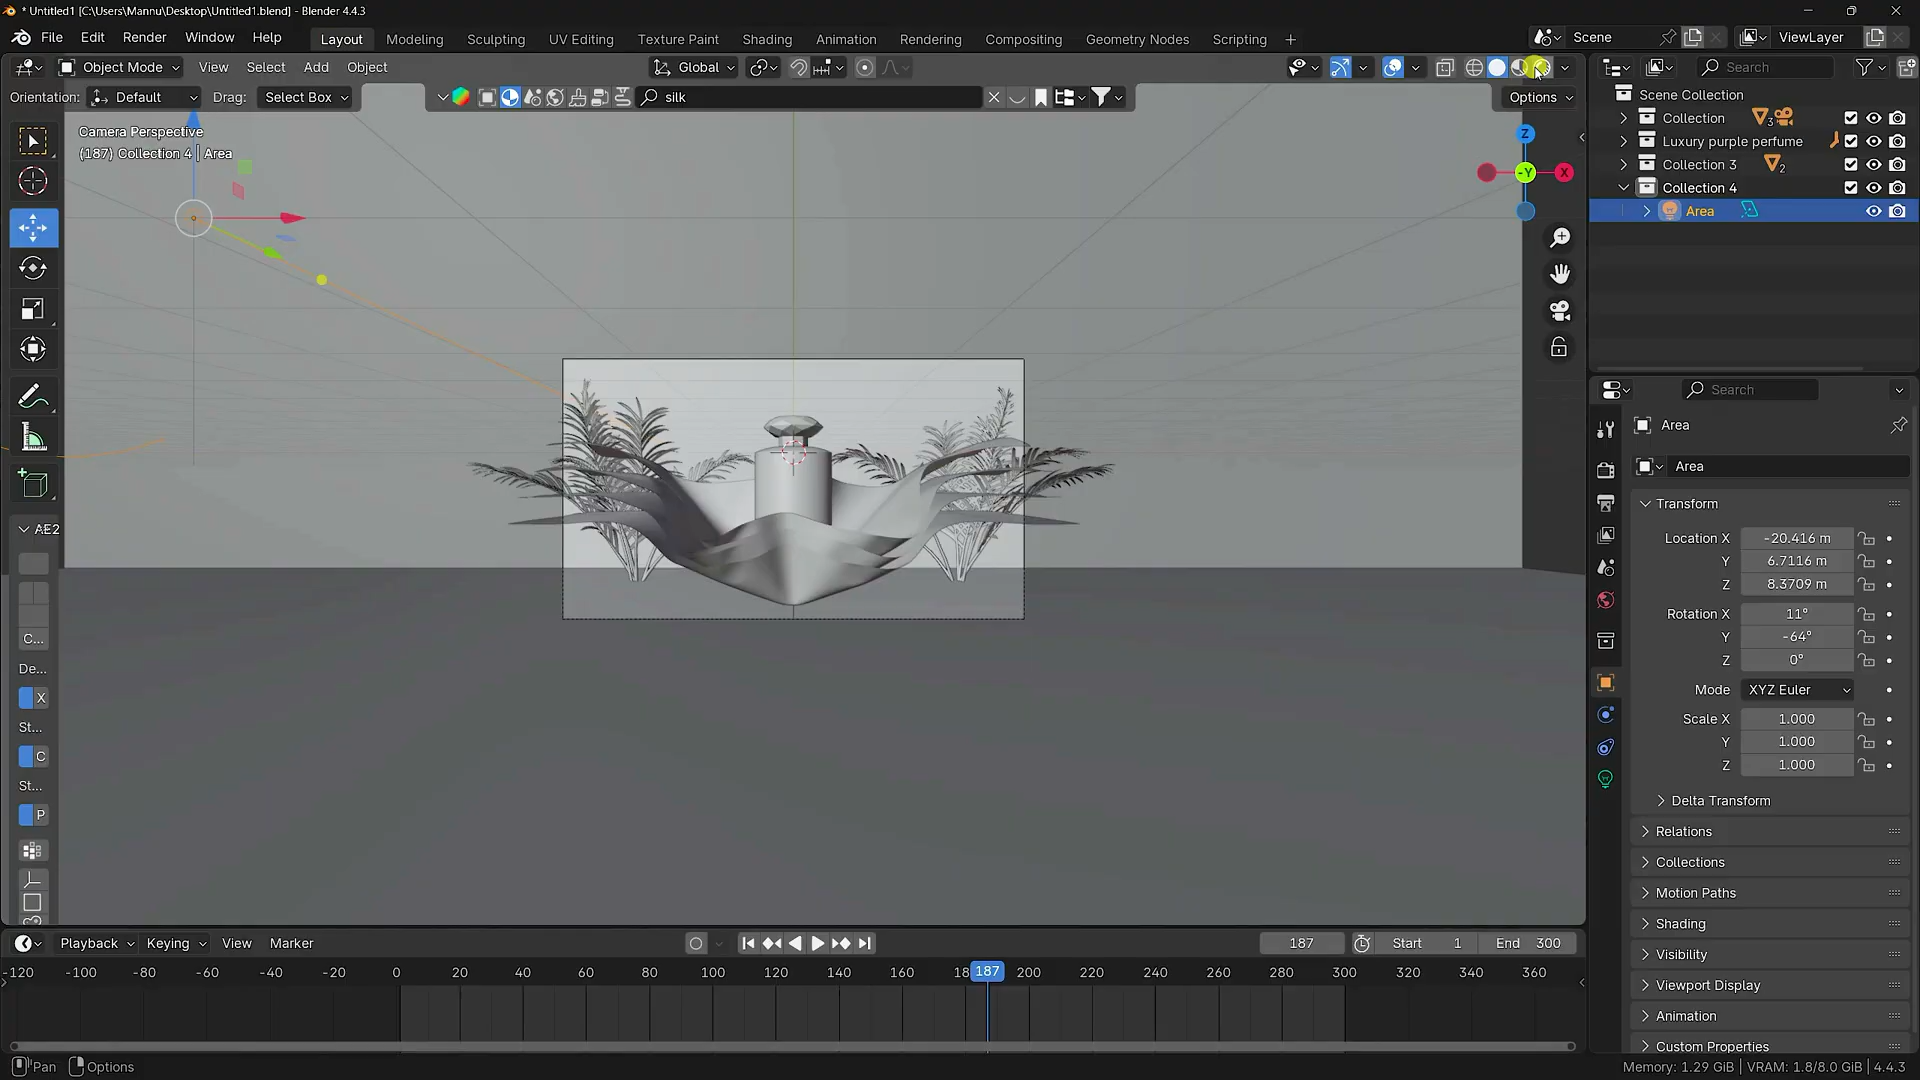 * Untitled1 [C:\Users\Mannu\Desktop\Untitled1.blend] - Blender 4.4.3
File Edit Render Window Help
Layout Modeling Sculpting UV Editing Texture Paint Shading Animation Rendering Compositing Geometry Nodes Scripting +
Scene
ViewLayer
Object Mode View Select Add Object
Global
Search
Orientation: Default Drag: Select Box
silk
Options
Camera Perspective
(187) Collection 4 | Area
Z
-Y
X
Scene Collection
Collection 3
Luxury purple perfume
Collection 3 2
Collection 4
Area
Search
Area
Area
Transform
Location X -20.416 m
Y 6.7116 m
Z 8.3709 m
Rotation X 11°
Y -64°
Z 0°
Mode XYZ Euler
Scale X 1.000
Y 1.000
Z 1.000
Delta Transform
Relations
Collections
Motion Paths
Shading
Visibility
Viewport Display
Animation
Custom Properties
AE2
C...
De...
X
St...
C
St...
P
Playback Keying View Marker
187 Start 1 End 300
-120 -100 -80 -60 -40 -20 0 20 40 60 80 100 120 140 160 18 187 200 220 240 260 280 300 320 340 360
Pan Options
Memory: 1.29 GiB | VRAM: 1.8/8.0 GiB | 4.4.3